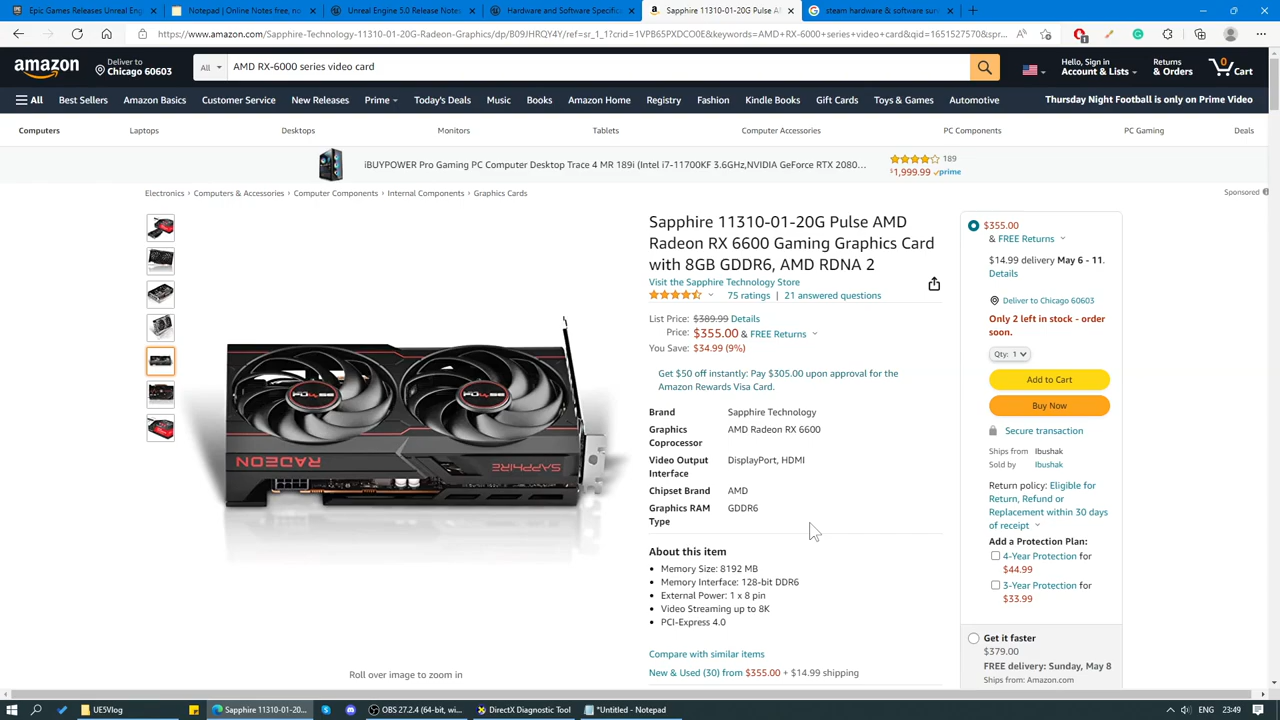 Epic Games Releases Unreal Eng
Notepad | Online Notes free, no
Unreal Engine 5.0 Release Notes
Hardware and Software Specific
Sapphire 11310-01-20G Pulse AM
steam hardware & software sur
https://www.amazon.com/Sapphire-Technology-11310-01-20G-Radeon-Graphics/dp/B09JHRQY4Y/ref=sr_1_1?crid=1VPB65PXDCO0E&keywords=AMD+RX-6000+series+video+card&qid=1651527570&spr...
amazon
Deliver to
Chicago 60603
All
AMD RX-6000 series video card
Hello, Sign in
Account & Lists
Returns
& Orders
0
Cart
All
Best Sellers
Amazon Basics
Customer Service
New Releases
Prime
Today's Deals
Music
Books
Amazon Home
Registry
Fashion
Kindle Books
Gift Cards
Toys & Games
Automotive
Thursday Night Football is only on Prime Video
Computers
Laptops
Desktops
Monitors
Tablets
Computer Accessories
PC Components
PC Gaming
Deals
iBUYPOWER Pro Gaming PC Computer Desktop Trace 4 MR 189i (Intel i7-11700KF 3.6GHz,NVIDIA GeForce RTX 2080...
189
$1,999.99 prime
Electronics › Computers & Accessories › Computer Components › Internal Components › Graphics Cards
Sponsored
Sapphire 11310-01-20G Pulse AMD
Radeon RX 6600 Gaming Graphics Card
with 8GB GDDR6, AMD RDNA 2
Visit the Sapphire Technology Store
75 ratings | 21 answered questions
List Price: $389.99 Details
Price: $355.00 & FREE Returns
You Save: $34.99 (9%)
Get $50 off instantly: Pay $305.00 upon approval for the
Amazon Rewards Visa Card.
Brand Sapphire Technology
Graphics AMD Radeon RX 6600
Coprocessor
Video Output DisplayPort, HDMI
Interface
Chipset Brand AMD
Graphics RAM GDDR6
Type
About this item
• Memory Size: 8192 MB
• Memory Interface: 128-bit DDR6
• External Power: 1 x 8 pin
• Video Streaming up to 8K
• PCI-Express 4.0
Compare with similar items
New & Used (30) from $355.00 + $14.99 shipping
PULSE
PULSE
RADEON
SAPPHIRE
Roll over image to zoom in
$355.00
& FREE Returns
$14.99 delivery May 6 - 11.
Details
Deliver to Chicago 60603
Only 2 left in stock - order
soon.
Qty: 1
Add to Cart
Buy Now
Secure transaction
Ships from Ibushak
Sold by Ibushak
Return policy: Eligible for
Return, Refund or
Replacement within 30 days
of receipt
Add a Protection Plan:
4-Year Protection for
$44.99
3-Year Protection for
$33.99
Get it faster
$379.00
FREE delivery: Sunday, May 8
Ships from: Amazon.com
UE5Vlog
Sapphire 11310-01-20...
OBS 27.2.4 (64-bit, wi...
DirectX Diagnostic Tool
*Untitled - Notepad
ENG
23:49